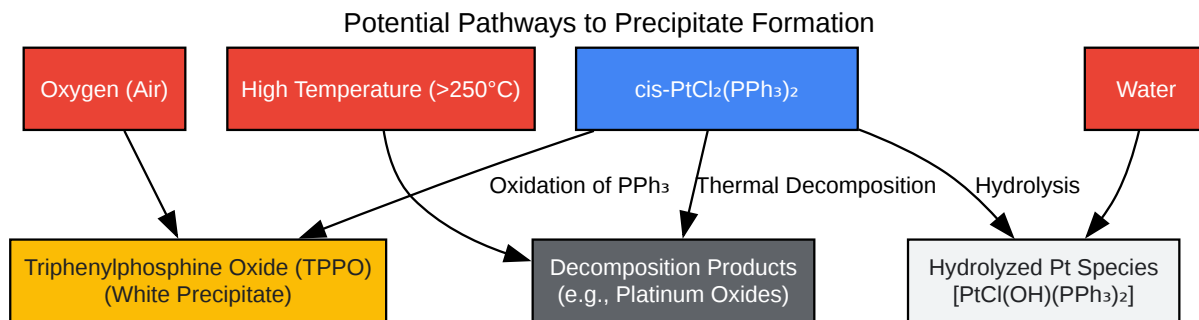 Potential Pathways to Precipitate Formation
Oxygen (Air)
High Temperature (>250°C)
cis-PtCl₂(PPh₃)₂
Water
Oxidation of PPh₃
Thermal Decomposition
Hydrolysis
Triphenylphosphine Oxide (TPPO)
(White Precipitate)
Decomposition Products
(e.g., Platinum Oxides)
Hydrolyzed Pt Species
[PtCl(OH)(PPh₃)₂]